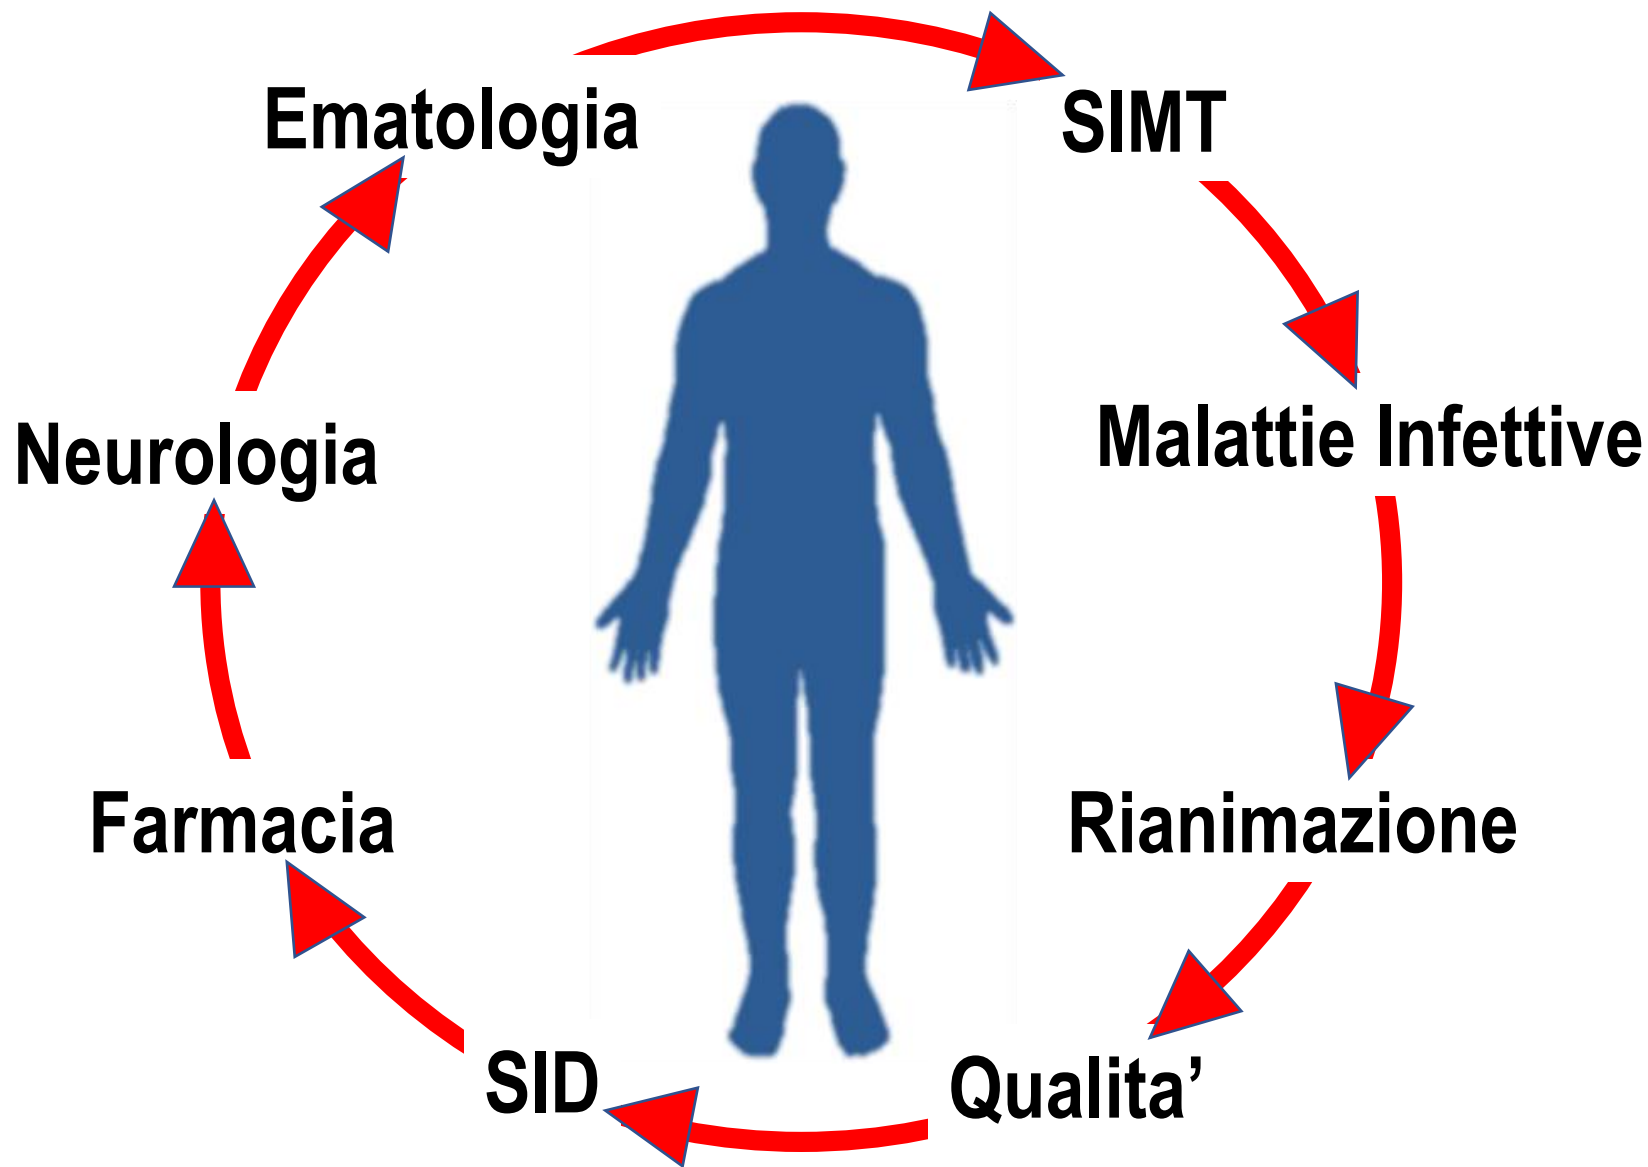 Ematologia
SIMT
Malattie Infettive
Rianimazione
Qualita’
SID
Farmacia
Neurologia